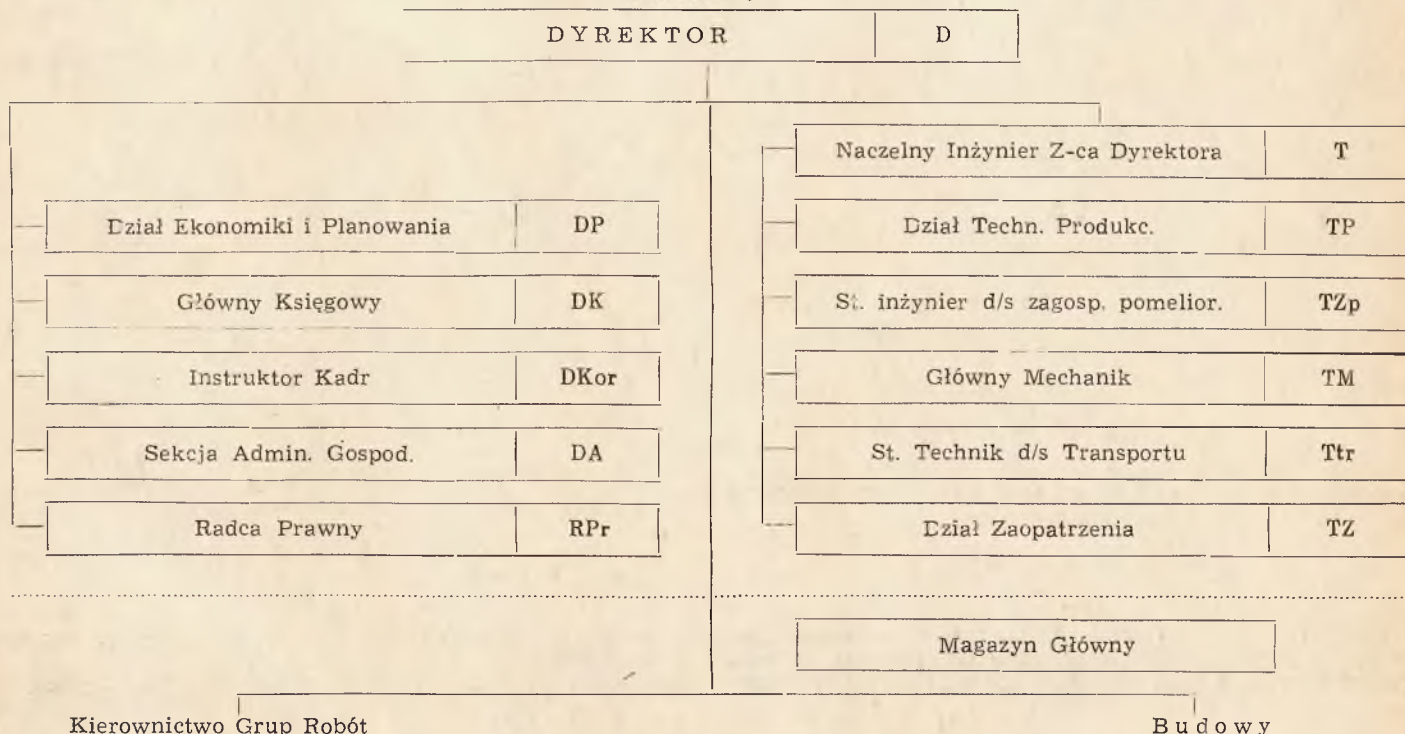 DYREKTOR D
Dział Ekonomiki i Planowania DP
Główny Księgowy DK
Instruktor Kadr DKor
Sekcja Admin. Gospod. DA
Radca Prawny RPr
Naczelny Inżynier Z-ca Dyrektora T
Dział Techn. Produkc. TP
St. inżynier d/s zagosp. pomelior. TZp
Główny Mechanik TM
St. Technik d/s Transportu Ttr
Dział Zaopatrzenia TZ
Magazyn Główny
Kierownictwo Grup Robót
Budowy